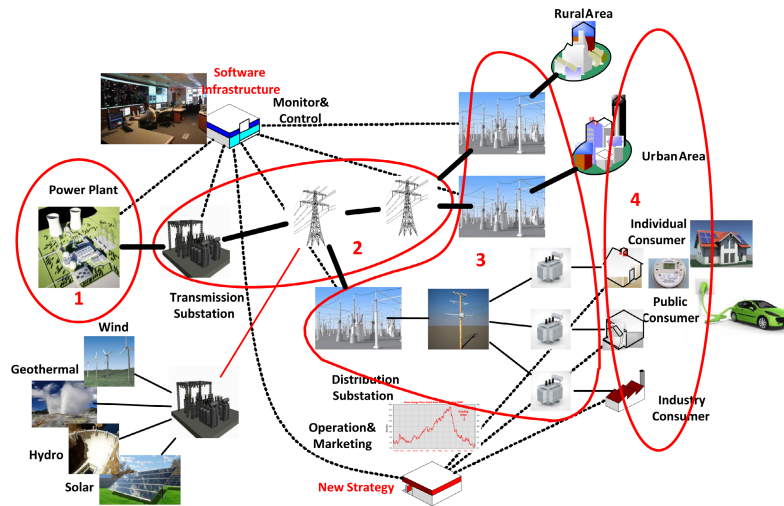 RuralArea
Software
Infrastructure
Monitor&
Control
Power Plant
UrbanArea
4
Individual
Consumer
2
3
1
Transmission
Substation
Public
Consumer
Wind
Geothermal
Distribution
Substation
Industry
Consumer
Operation&
Marketing
Hydro
Solar
New Strategy